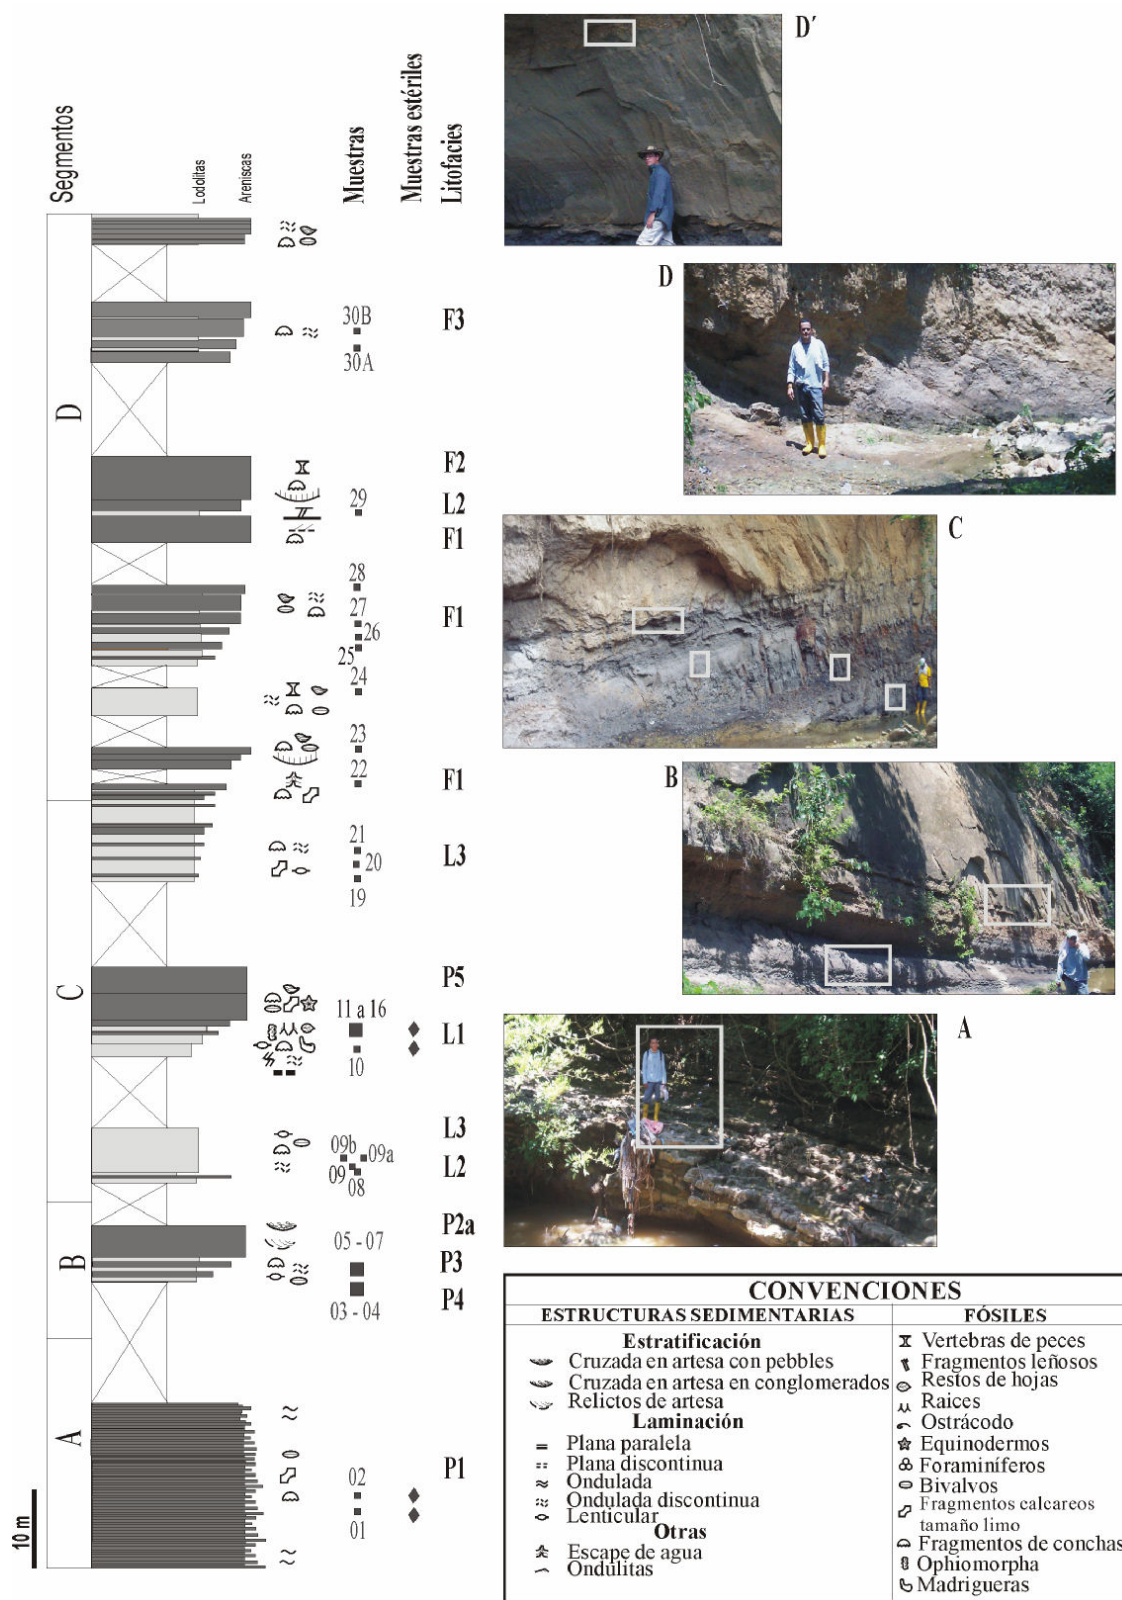 Segmentos
Lodolitas
Areniscas
Muestras
Muestras estériles
Litofacies
D´
30B
F3
30A
D
D
F2
29
L2
F1
C
28
27
F1
26
25
24
23
22
F1
B
21
20
L3
19
C
P5
11 a 16
L1
10
A
L3
09b
09a
09
L2
08
B
P2a
05 - 07
P3
P4
03 - 04
A
P1
02
01
10 m
CONVENCIONES
ESTRUCTURAS SEDIMENTARIAS
Estratificación
Cruzada en artesa con pebbles
Cruzada en artesa en conglomerados
Relictos de artesa
Laminación
Plana paralela
Plana discontinua
Ondulada
Ondulada discontinua
Lenticular
Otras
Escape de agua
Ondulitas
FÓSILES
Vertebras de peces
Fragmentos leñosos
Restos de hojas
Raices
Ostrácodo
Equinodermos
Foraminíferos
Bivalvos
Fragmentos calcareos
tamaño limo
Fragmentos de conchas
Ophiomorpha
Madrigueras